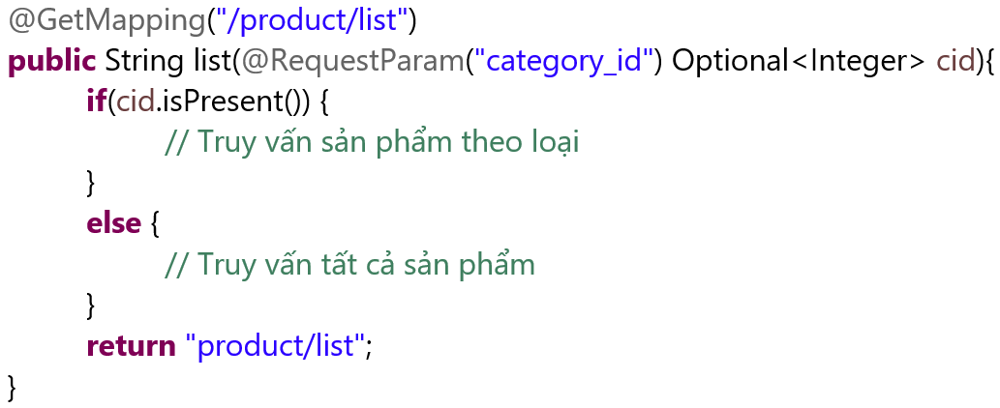 @GetMapping("/product/list")
public String list(@RequestParam("category_id") Optional<Integer> cid){
if(cid.isPresent()) {
// Truy vấn sản phẩm theo loại
}
else {
// Truy vấn tất cả sản phẩm
}
return "product/list";
}